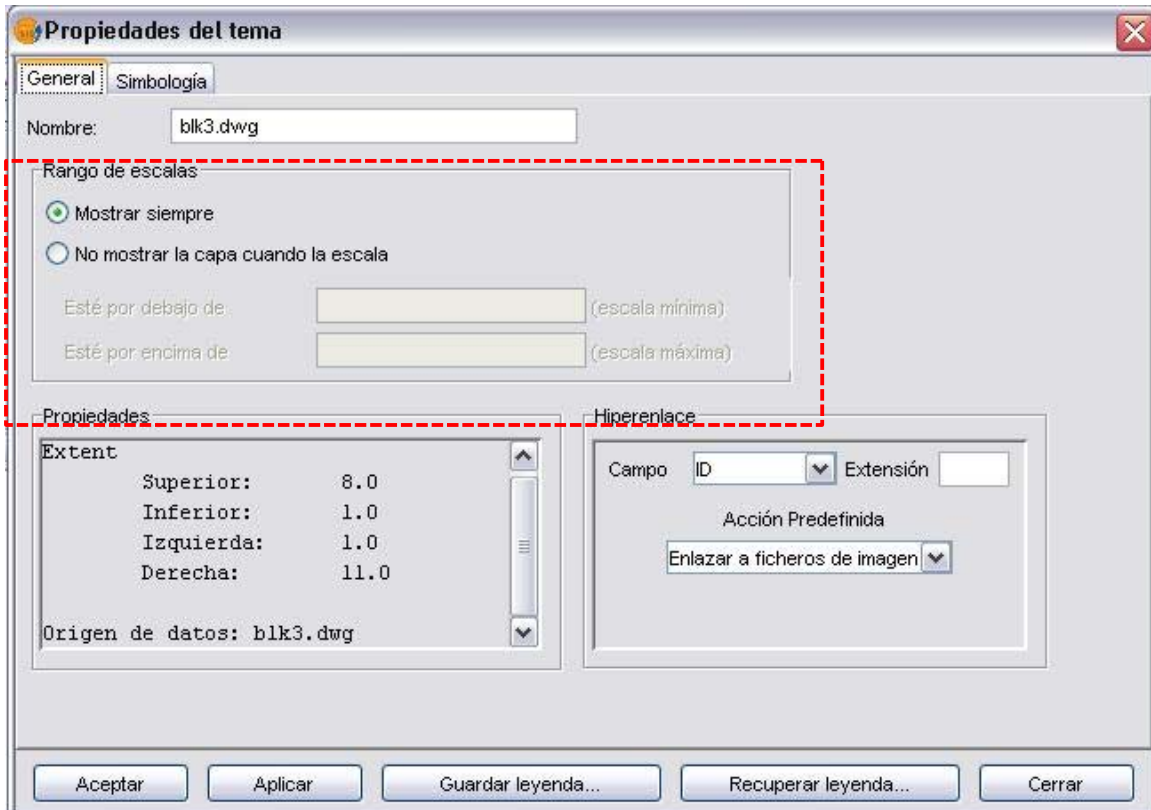 Propiedades del tema
General Simbología
Nombre: blk3.dwg
Rango de escalas
Mostrar siempre
No mostrar la capa cuando la escala
Esté por debajo de (escala mínima)
Esté por encima de (escala máxima)
Propiedades
Extent
Superior: 8.0
Inferior: 1.0
Izquierda: 1.0
Derecha: 11.0
Origen de datos: blk3.dwg
Hiperenlace
Campo ID Extensión
Acción Predefinida
Enlazar a ficheros de imagen
Aceptar Aplicar Guardar leyenda... Recuperar leyenda... Cerrar